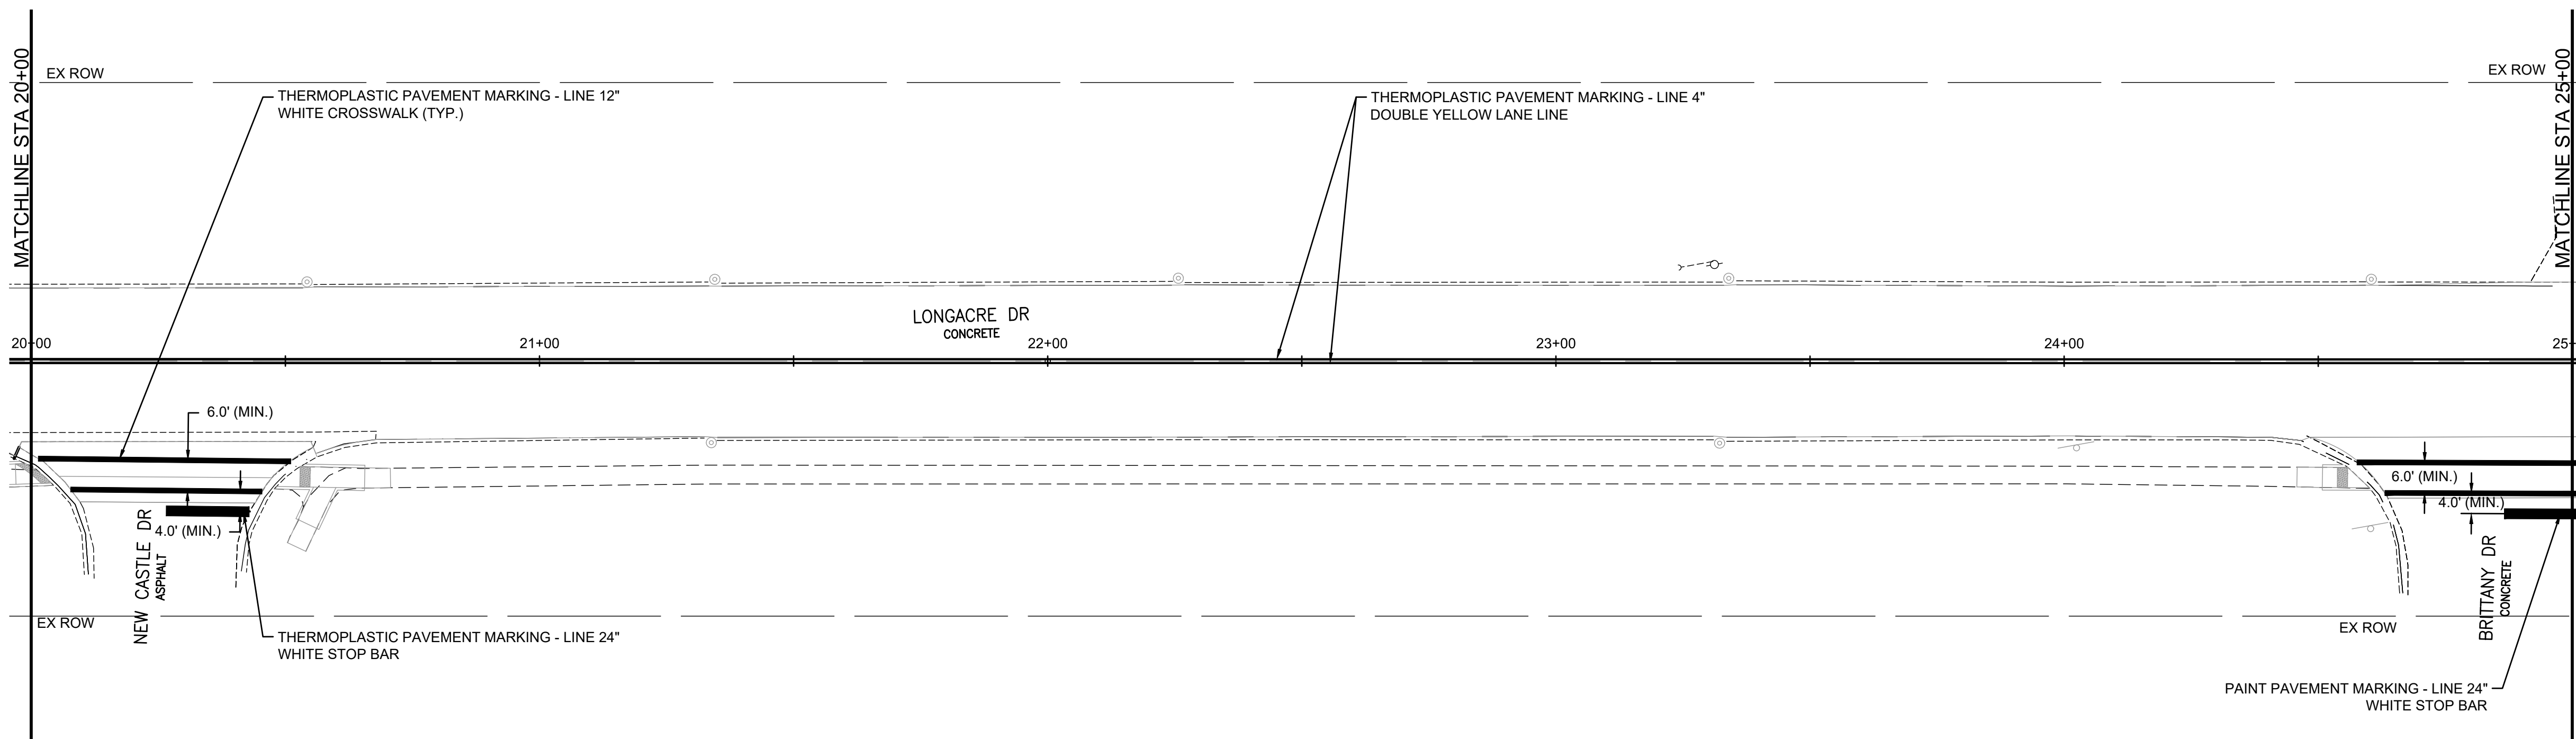 MATCHLINE STA 20+00
EX ROW
EX ROW
MATCHLINE STA 25+00
THERMOPLASTIC PAVEMENT MARKING - LINE 12"
WHITE CROSSWALK (TYP.)
THERMOPLASTIC PAVEMENT MARKING - LINE 4"
DOUBLE YELLOW LANE LINE
LONGACRE DR
CONCRETE
20+00
21+00
22+00
23+00
24+00
25+
6.0' (MIN.)
4.0' (MIN.)
6.0' (MIN.)
4.0' (MIN.)
NEW CASTLE DR
ASPHALT
BRITTANY DR
CONCRETE
EX ROW
EX ROW
THERMOPLASTIC PAVEMENT MARKING - LINE 24"
WHITE STOP BAR
PAINT PAVEMENT MARKING - LINE 24"
WHITE STOP BAR